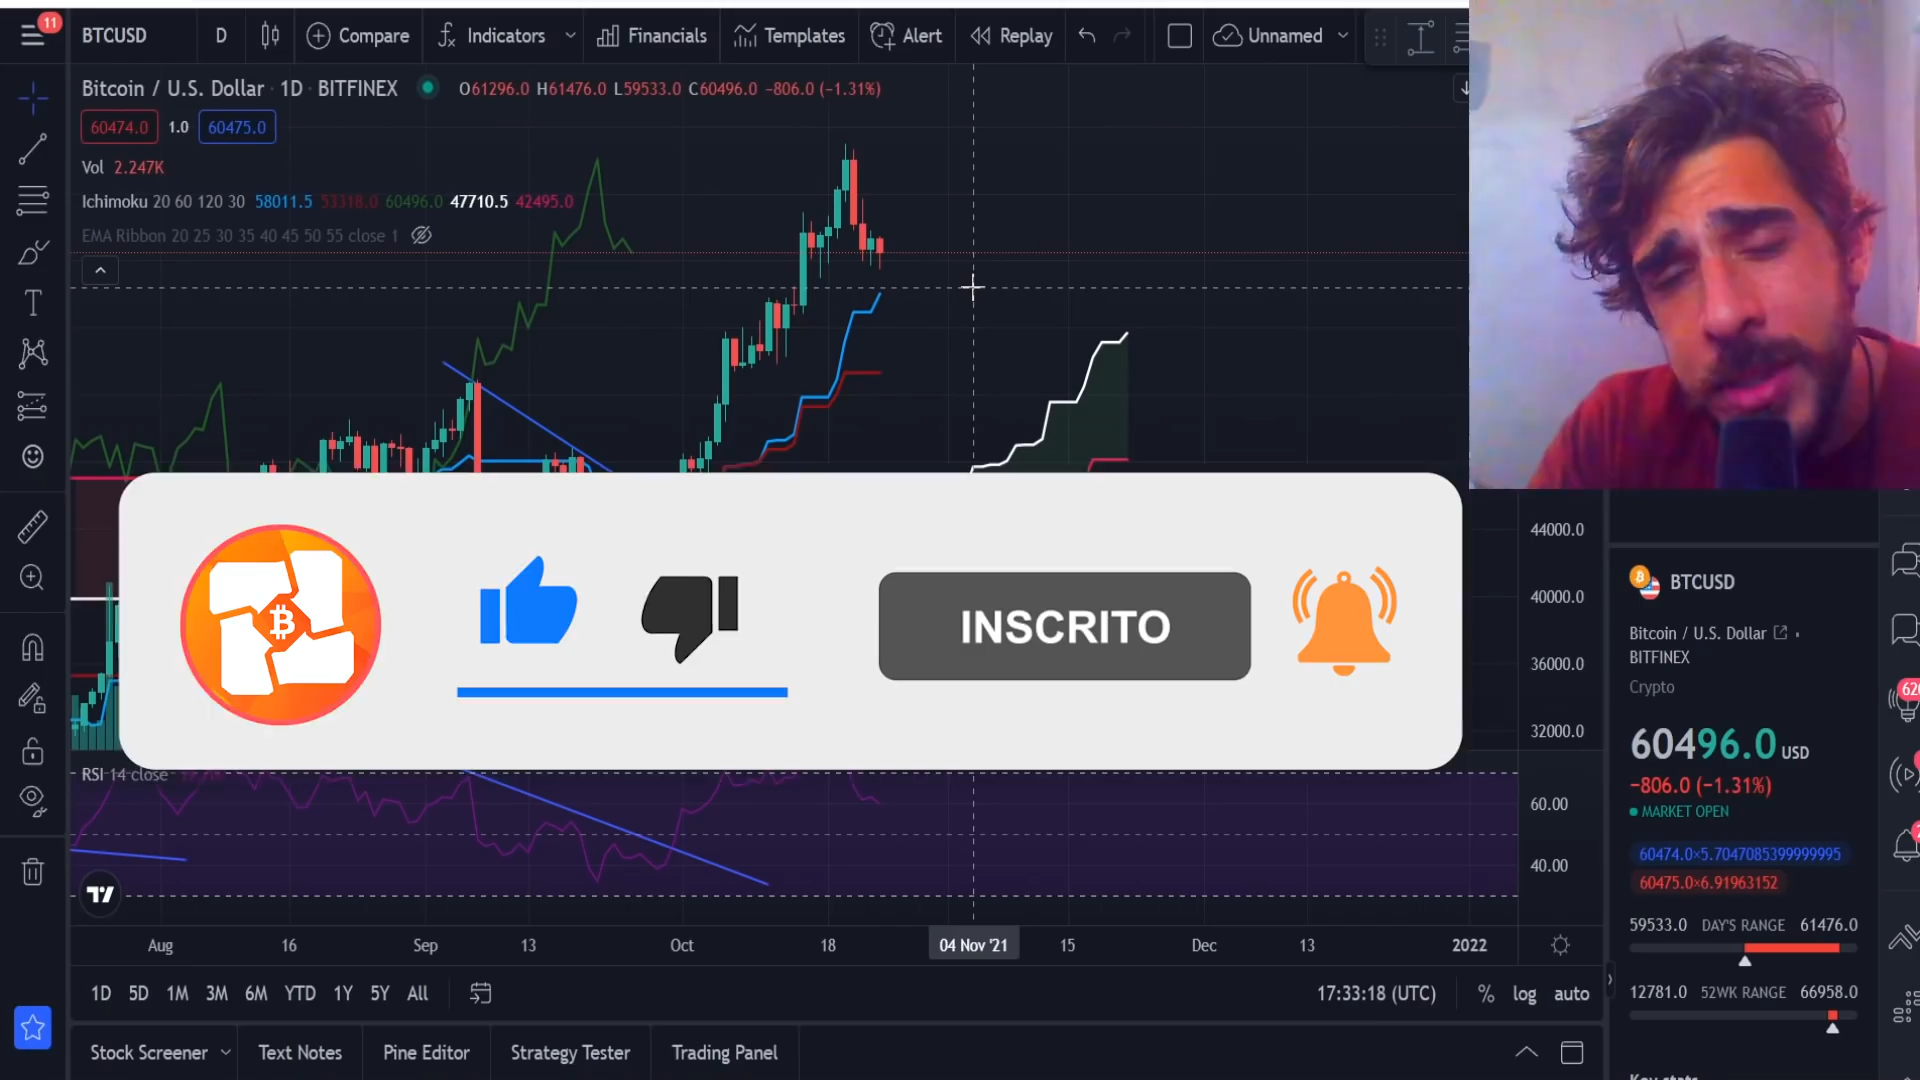 11
BTCUSD D Compare Indicators Financials Templates Alert Replay Unnamed
Bitcoin / U.S. Dollar · 1D · BITFINEX O61296.0 H61476.0 L59533.0 C60496.0 −806.0 (−1.31%)
60474.0 1.0 60475.0
Vol 2.247K
Ichimoku 20 60 120 30 58011.5 53318.0 60496.0 47710.5 42495.0
EMA Ribbon 20 25 30 35 40 45 50 55 close 1
INSCRITO
44000.0
40000.0
36000.0
32000.0
RSI 14 close
60.00
40.00
Aug 16 Sep 13 Oct 18 04 Nov '21 15 Dec 13 2022
1D 5D 1M 3M 6M YTD 1Y 5Y All 17:33:18 (UTC) % log auto
Stock Screener Text Notes Pine Editor Strategy Tester Trading Panel
BTCUSD
Bitcoin / U.S. Dollar ·
BITFINEX
Crypto
60496.0 USD
−806.0 (−1.31%)
MARKET OPEN
60474.0×5.7047085399999995
60475.0×6.91963152
59533.0 DAY'S RANGE 61476.0
12781.0 52WK RANGE 66958.0